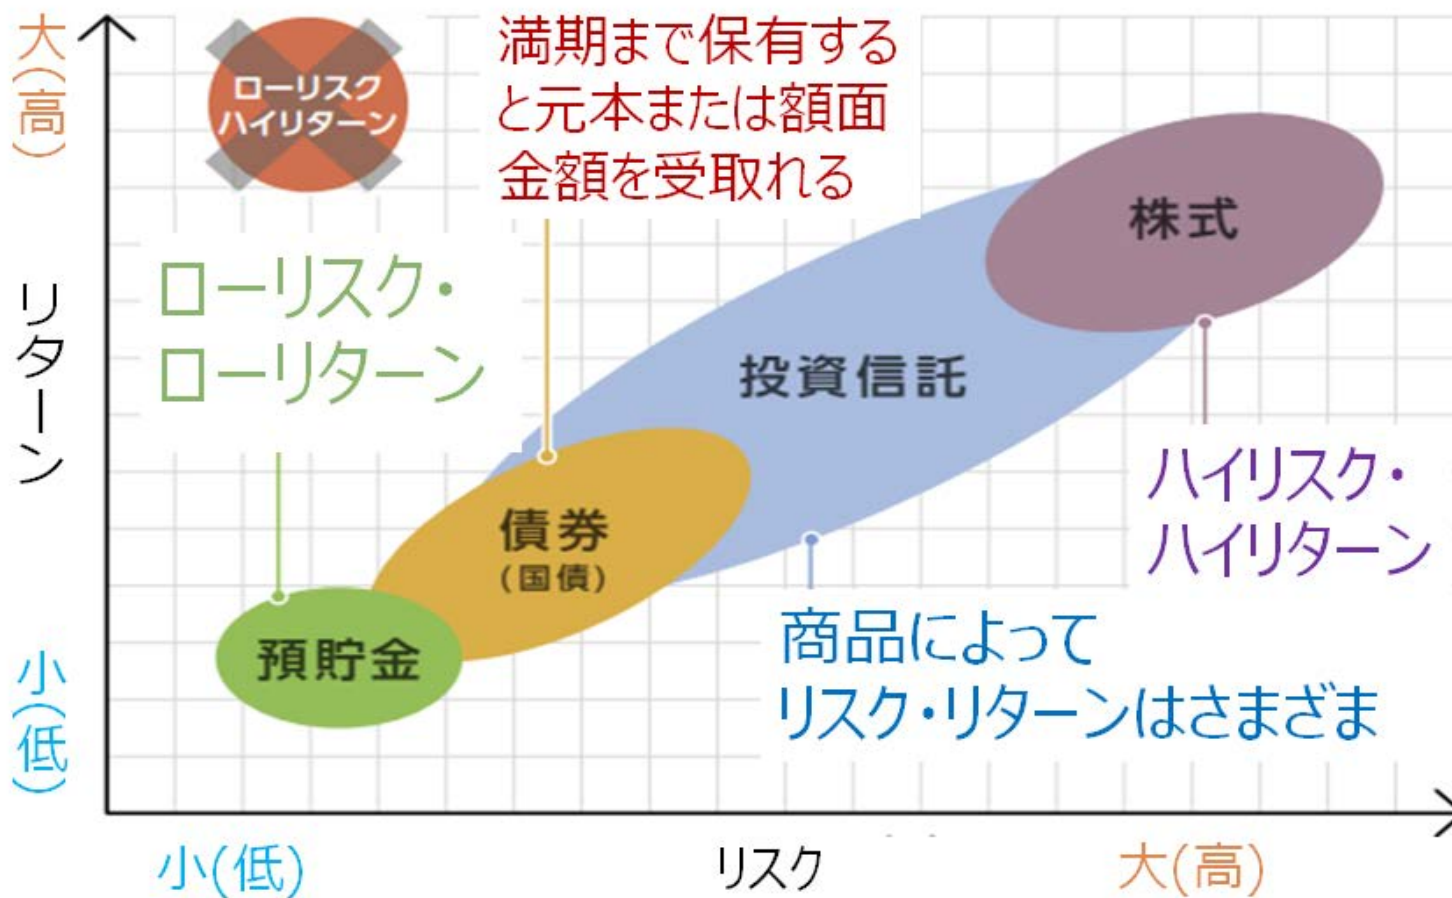 大(高)
ローリスク
ハイリターン
満期まで保有する
と元本または額面
金額を受取れる
株式
ローリスク・
ローリターン
リターン
投資信託
ハイリスク・
ハイリターン
債券
(国債)
預貯金
商品によって
リスク・リターンはさまざま
小(低)
小(低)
リスク
大(高)